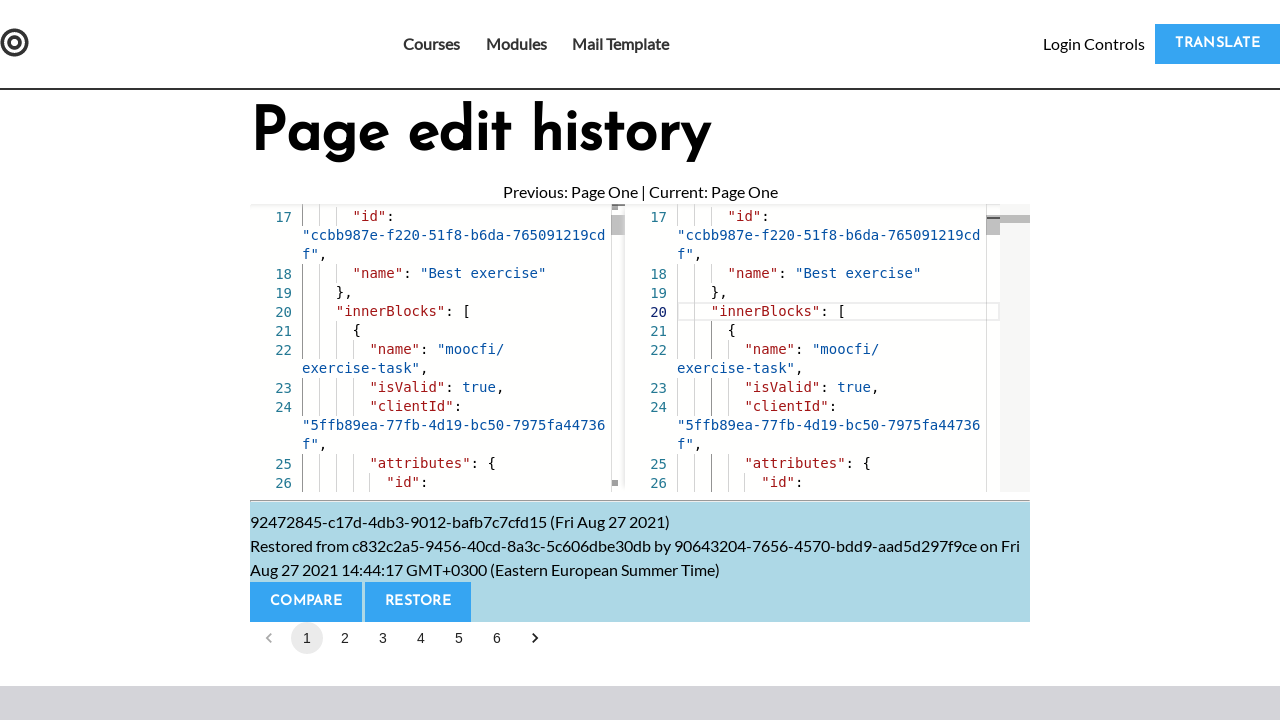 Courses Modules Mail Template Login Controls TRANSLATE
Page edit history
Previous: Page One | Current: Page One
17 "id":
"ccbb987e-f220-51f8-b6da-765091219cd
f",
18 "name": "Best exercise"
19 },
20 "innerBlocks": [
21 {
22 "name": "moocfi/
exercise-task",
23 "isValid": true,
24 "clientId":
"5ffb89ea-77fb-4d19-bc50-7975fa44736
f",
25 "attributes": {
26 "id":
17 "id":
"ccbb987e-f220-51f8-b6da-765091219cd
f",
18 "name": "Best exercise"
19 },
20 "innerBlocks": [
21 {
22 "name": "moocfi/
exercise-task",
23 "isValid": true,
24 "clientId":
"5ffb89ea-77fb-4d19-bc50-7975fa44736
f",
25 "attributes": {
26 "id":
92472845-c17d-4db3-9012-bafb7c7cfd15 (Fri Aug 27 2021)
Restored from c832c2a5-9456-40cd-8a3c-5c606dbe30db by 90643204-7656-4570-bdd9-aad5d297f9ce on Fri
Aug 27 2021 14:44:17 GMT+0300 (Eastern European Summer Time)
COMPARE RESTORE
1 2 3 4 5 6